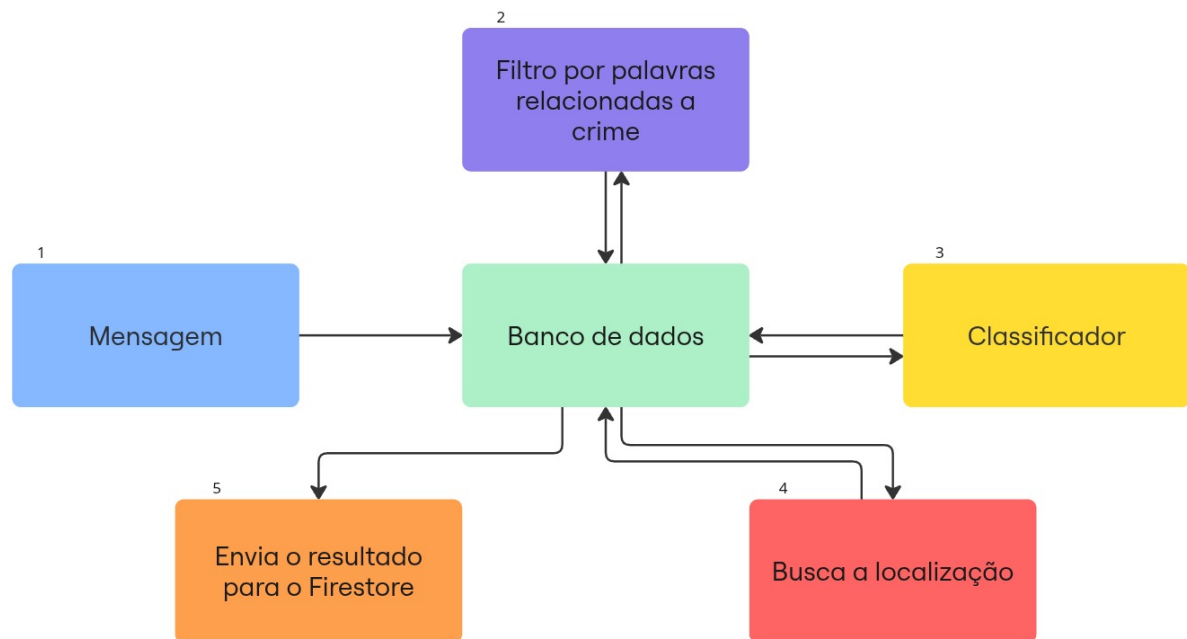 2
Filtro por palavras
relacionadas a
crime
1
Mensagem
Banco de dados
3
Classificador
5
Envia o resultado
para o Firestore
4
Busca a localização